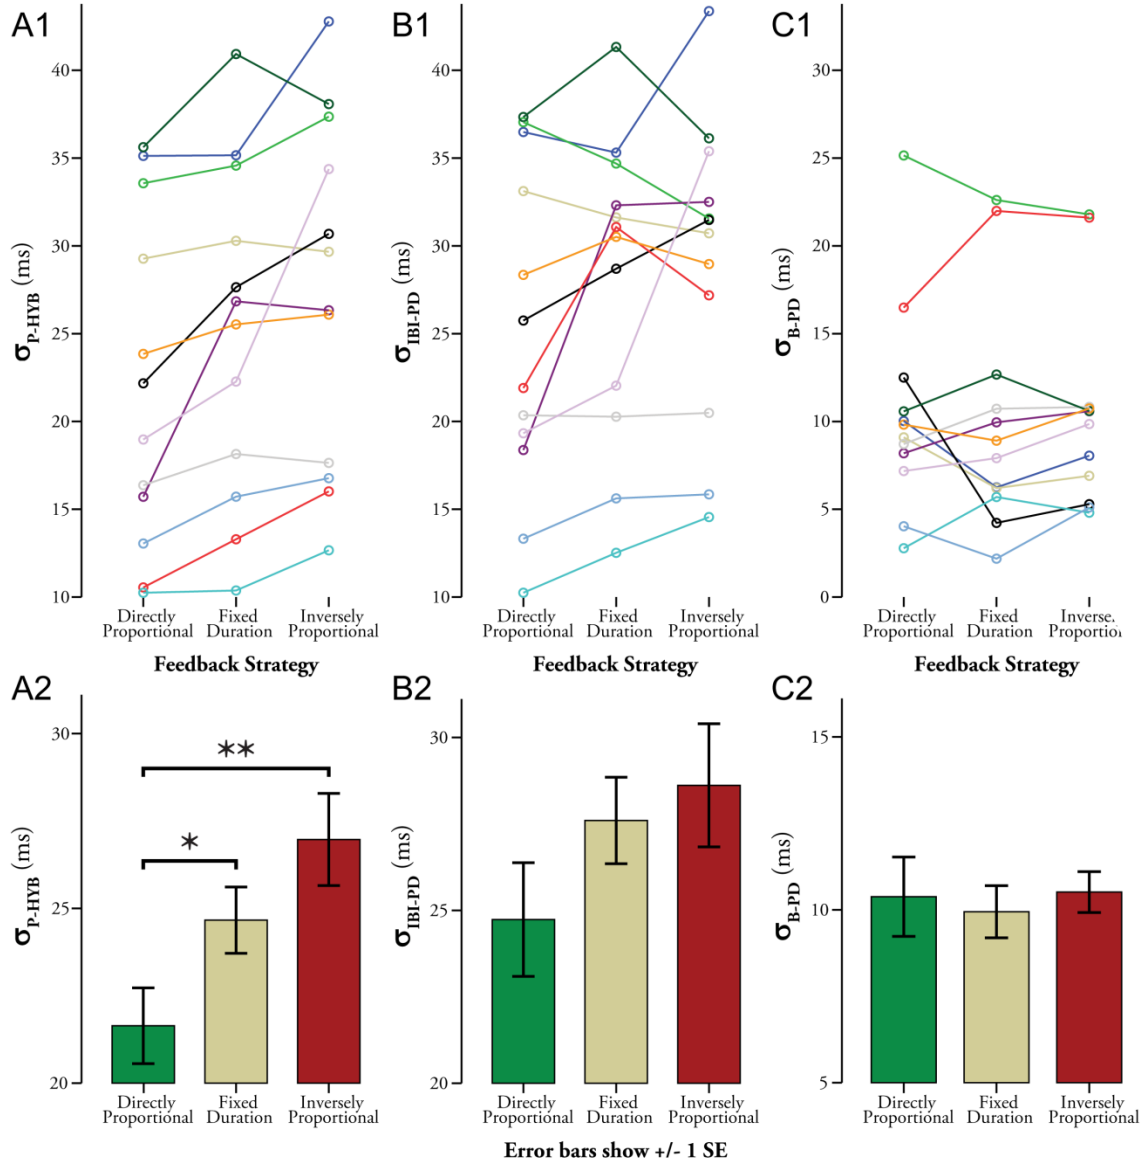 A1
40
35
30
25
20
15
10
σP-HYB (ms)
Directly Proportional
Fixed Duration
Inversely Proportional
Feedback Strategy
B1
40
35
30
25
20
15
10
σIBI-PD (ms)
Directly Proportional
Fixed Duration
Inversely Proportional
Feedback Strategy
C1
30
25
20
15
10
5
0
σB-PD (ms)
Directly Proportional
Fixed Duration
Inverse. Proportio
Feedback Strategy
A2
30
25
20
σP-HYB (ms)
*
**
Directly Proportional
Fixed Duration
Inversely Proportional
B2
30
25
20
σIBI-PD (ms)
Directly Proportional
Fixed Duration
Inversely Proportional
C2
15
10
5
σB-PD (ms)
Directly Proportional
Fixed Duration
Inversely Proportional
Error bars show +/- 1 SE